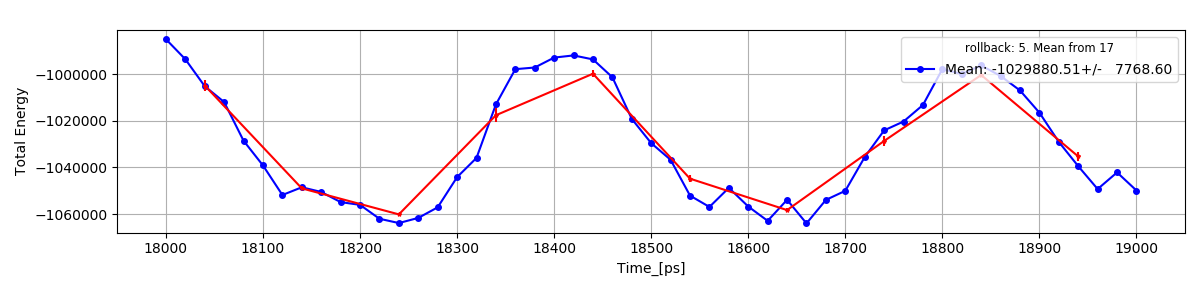 rollback: 5. Mean from 17
Mean: -1029880.51+/-   7768.60
Total Energy
−1000000
−1020000
−1040000
−1060000
18000 18100 18200 18300 18400 18500 18600 18700 18800 18900 19000
Time_[ps]